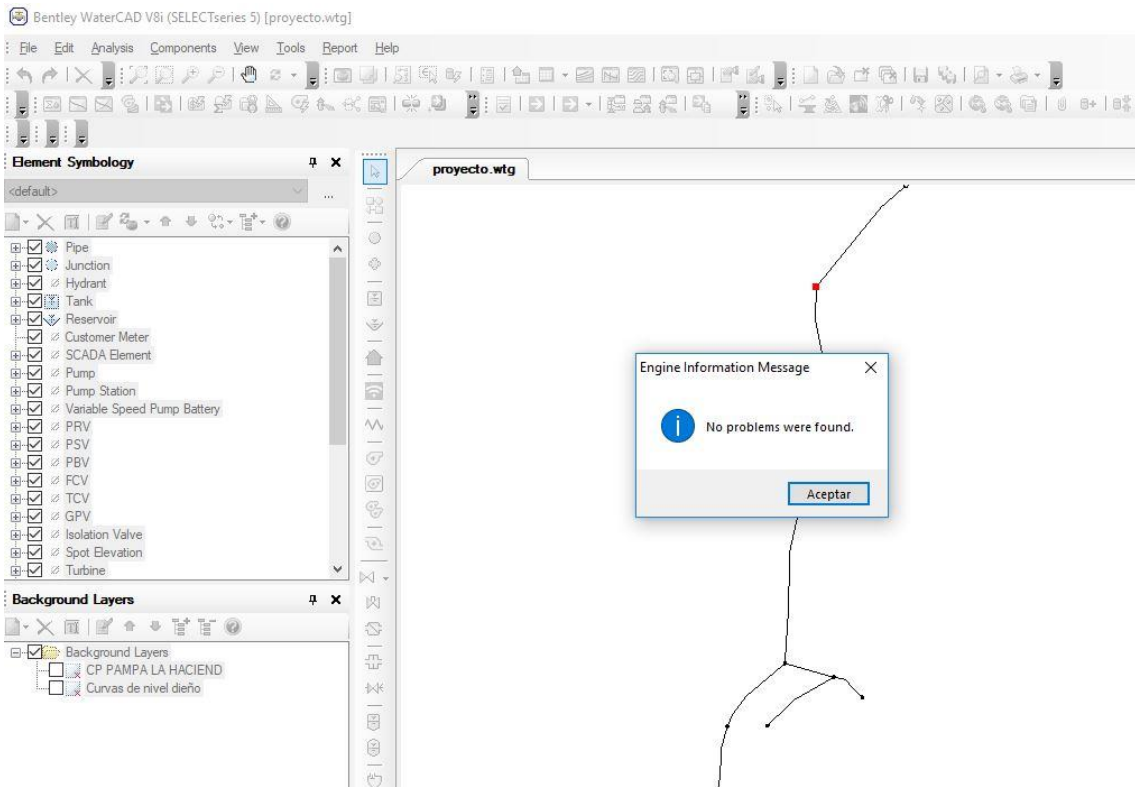 Bentley WaterCAD V8i (SELECTseries 5) [proyecto.wtg]
File Edit Analysis Components View Tools Report Help
Element Symbology
<default>
...
Pipe
Junction
Hydrant
Tank
Reservoir
Customer Meter
SCADA Element
Pump
Pump Station
Variable Speed Pump Battery
PRV
PSV
PBV
FCV
TCV
GPV
Isolation Valve
Spot Elevation
Turbine
Background Layers
Background Layers
CP PAMPA LA HACIEND
Curvas de nivel dieño
proyecto.wtg
Engine Information Message
No problems were found.
Aceptar